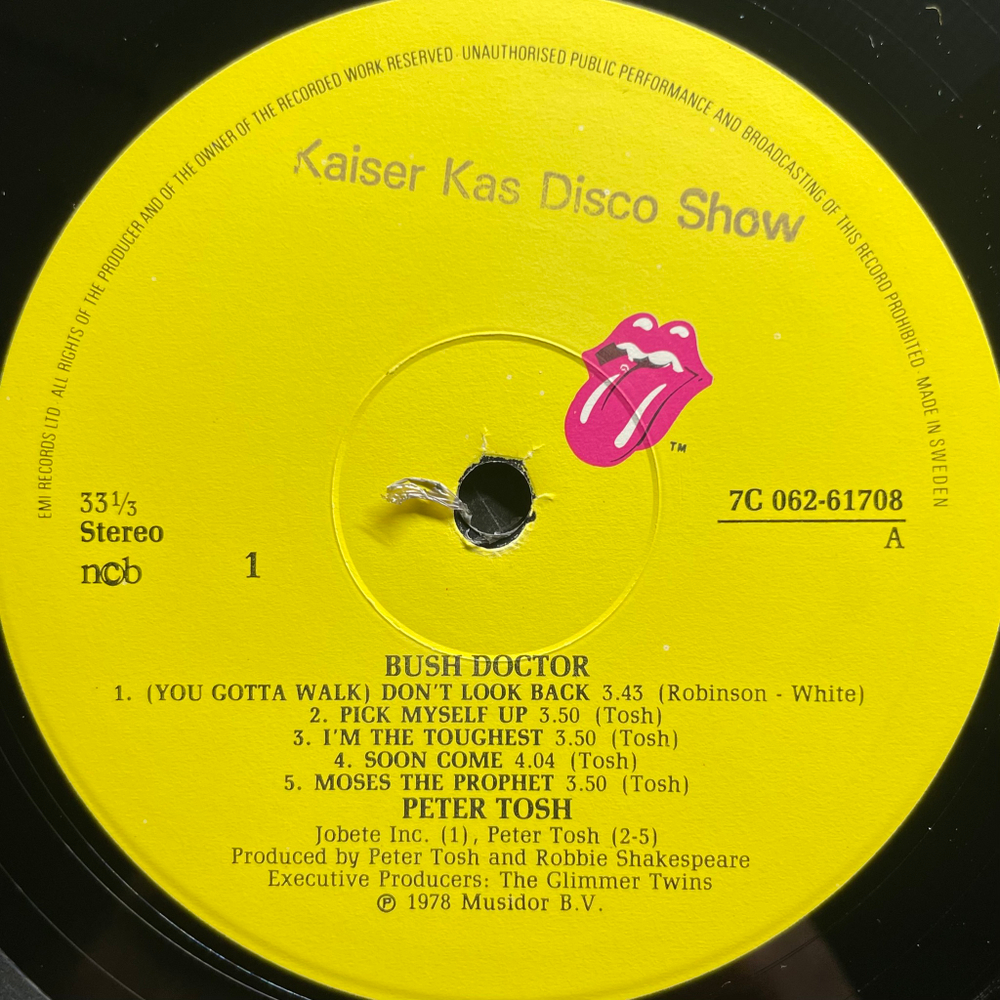 EMI RECORDS LTD · ALL RIGHTS OF THE PRODUCER AND OF THE OWNER OF THE RECORDED WORK RESERVED · UNAUTHORISED PUBLIC PERFORMANCE AND BROADCASTING OF THIS RECORD PROHIBITED · MADE IN SWEDEN
Kaiser Kas Disco Show
TM
33⅓
Stereo
ncb
1
7C 062-61708
A
BUSH DOCTOR
1. (YOU GOTTA WALK) DON'T LOOK BACK 3.43 (Robinson - White)
2. PICK MYSELF UP 3.50 (Tosh)
3. I'M THE TOUGHEST 3.50 (Tosh)
4. SOON COME 4.04 (Tosh)
5. MOSES THE PROPHET 3.50 (Tosh)
PETER TOSH
Jobete Inc. (1), Peter Tosh (2-5)
Produced by Peter Tosh and Robbie Shakespeare
Executive Producers: The Glimmer Twins
℗ 1978 Musidor B.V.